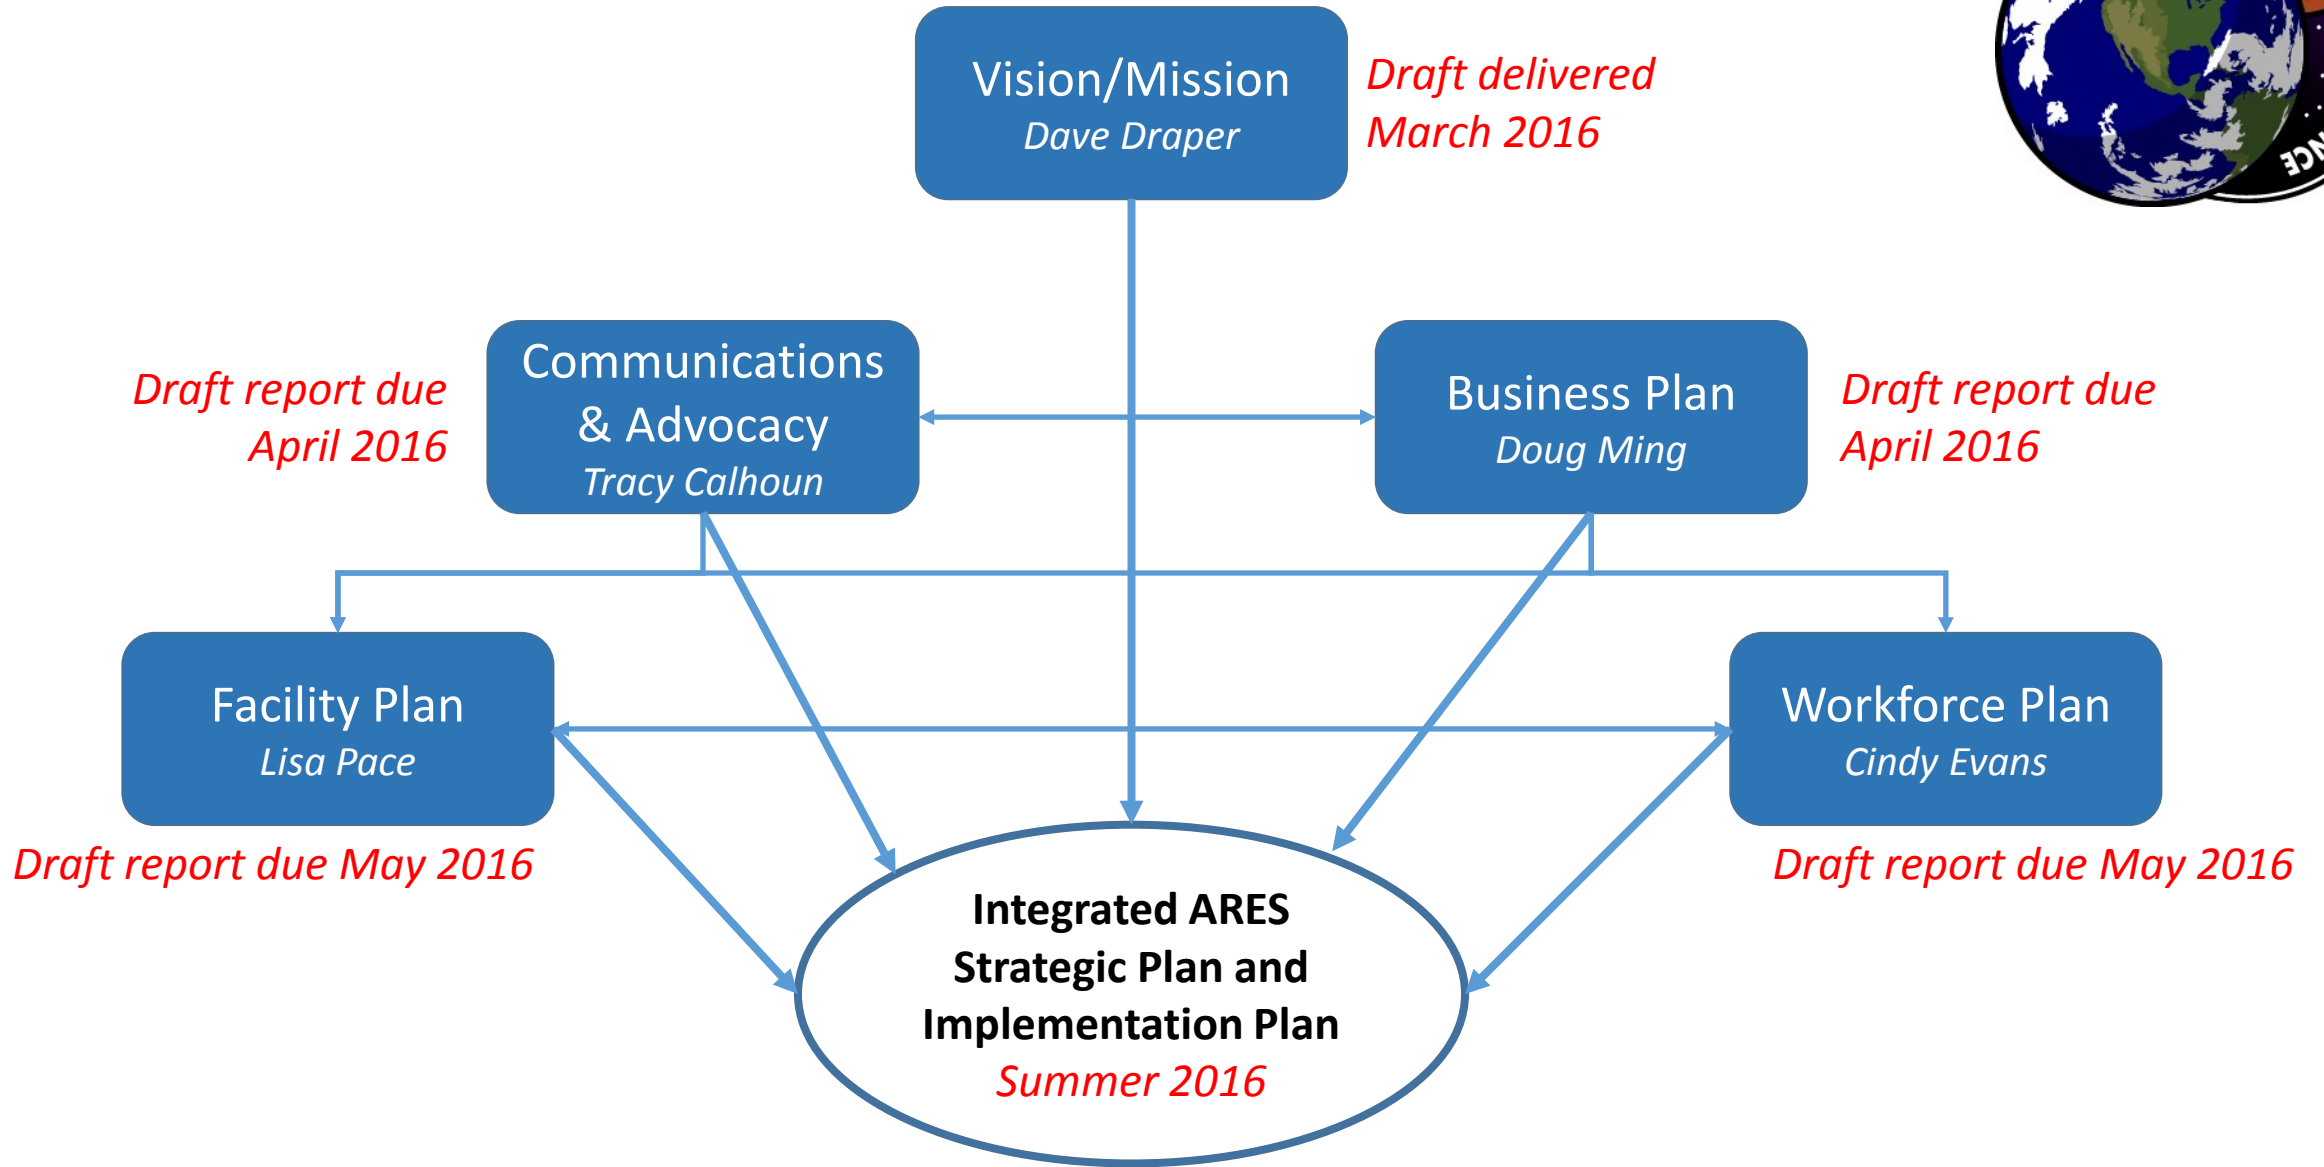 Vision/Mission
Dave Draper
Draft delivered
March 2016
Communications
& Advocacy
Tracy Calhoun
Draft report due
April 2016
Business Plan
Doug Ming
Draft report due
April 2016
Facility Plan
Lisa Pace
Draft report due May 2016
Workforce Plan
Cindy Evans
Draft report due May 2016
Integrated ARES
Strategic Plan and
Implementation Plan
Summer 2016